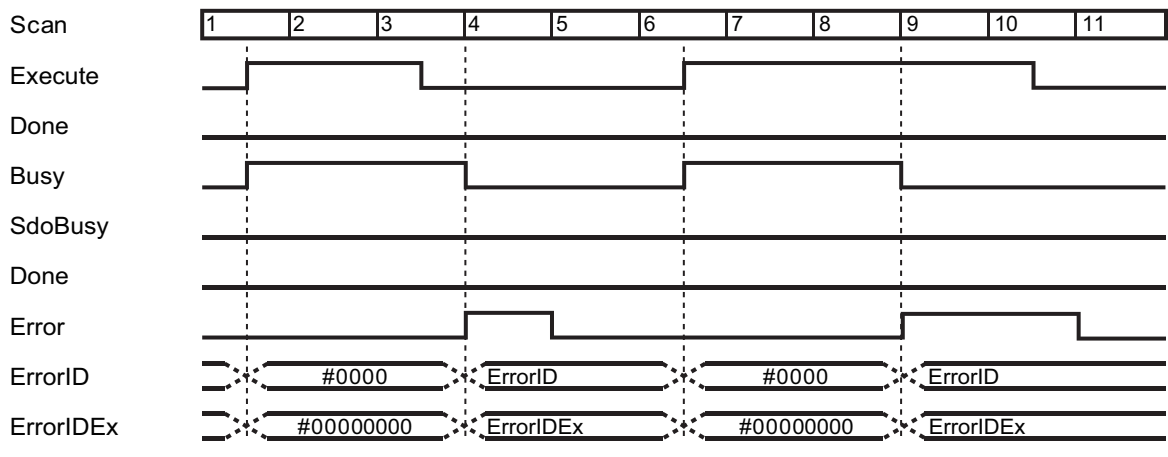 Scan 1 2 3 4 5 6 7 8 9 10 11
Execute
Done
Busy
SdoBusy
Done
Error
ErrorID #0000 ErrorID #0000 ErrorID
ErrorIDEx #00000000 ErrorIDEx #00000000 ErrorIDEx